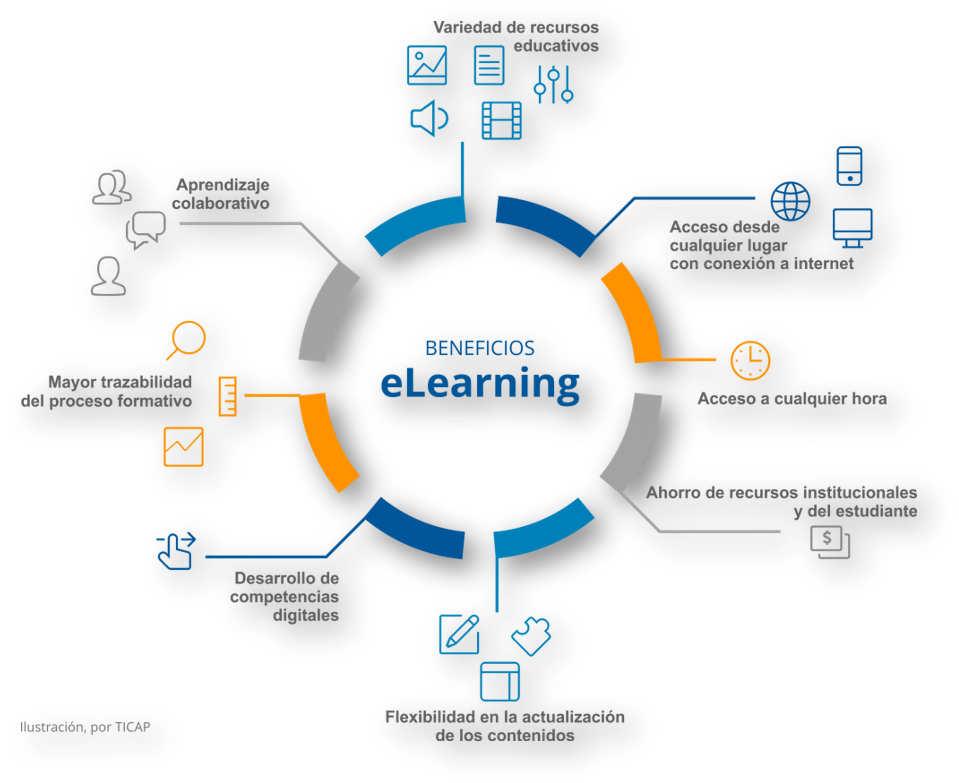 Variedad de recursos
educativos
Aprendizaje
colaborativo
Acceso desde
cualquier lugar
con conexión a internet
BENEFICIOS
eLearning
Mayor trazabilidad
del proceso formativo
Acceso a cualquier hora
Ahorro de recursos institucionales
y del estudiante
$
Desarrollo de
competencias
digitales
Flexibilidad en la actualización
de los contenidos
Ilustración, por TICAP